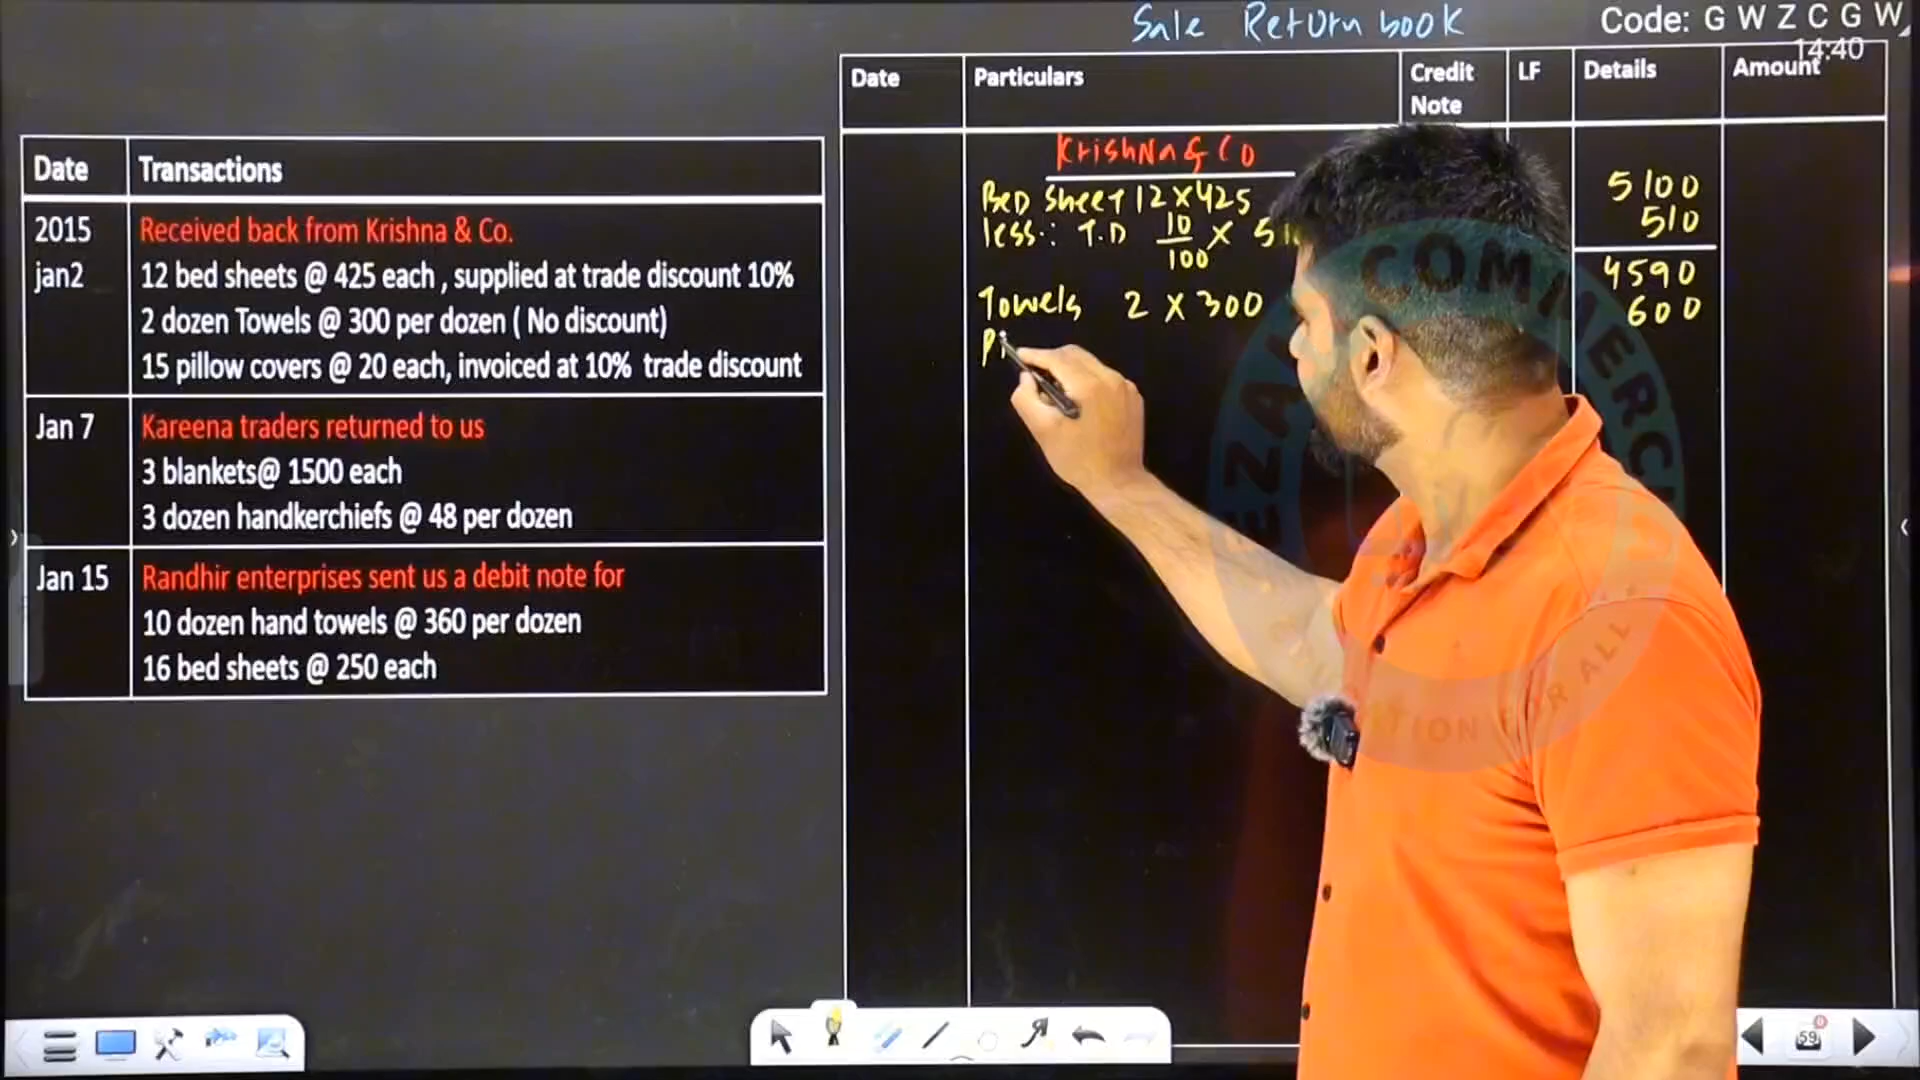 Sale Return book
Code: G W Z C G W
14:40
Date Particulars Credit Note LF Details Amount
Krishna & Co
Bed Sheet 12 x 425 5100
less: T.D 10/100 x 510
4590
Towels 2 x 300 600
Pi
Date Transactions
2015 Received back from Krishna & Co.
jan2 12 bed sheets @ 425 each , supplied at trade discount 10%
2 dozen Towels @ 300 per dozen ( No discount)
15 pillow covers @ 20 each, invoiced at 10% trade discount
Jan 7 Kareena traders returned to us
3 blankets@ 1500 each
3 dozen handkerchiefs @ 48 per dozen
Jan 15 Randhir enterprises sent us a debit note for
10 dozen hand towels @ 360 per dozen
16 bed sheets @ 250 each
COMMERCE
FOR ALL
59